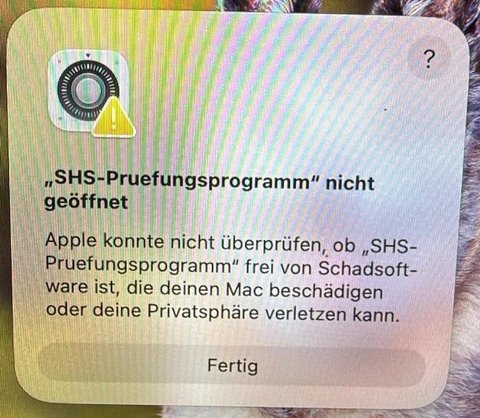 ?
„SHS-Pruefungsprogramm“ nicht
geöffnet
Apple konnte nicht überprüfen, ob „SHS-
Pruefungsprogramm“ frei von Schadsoft-
ware ist, die deinen Mac beschädigen
oder deine Privatsphäre verletzen kann.
Fertig